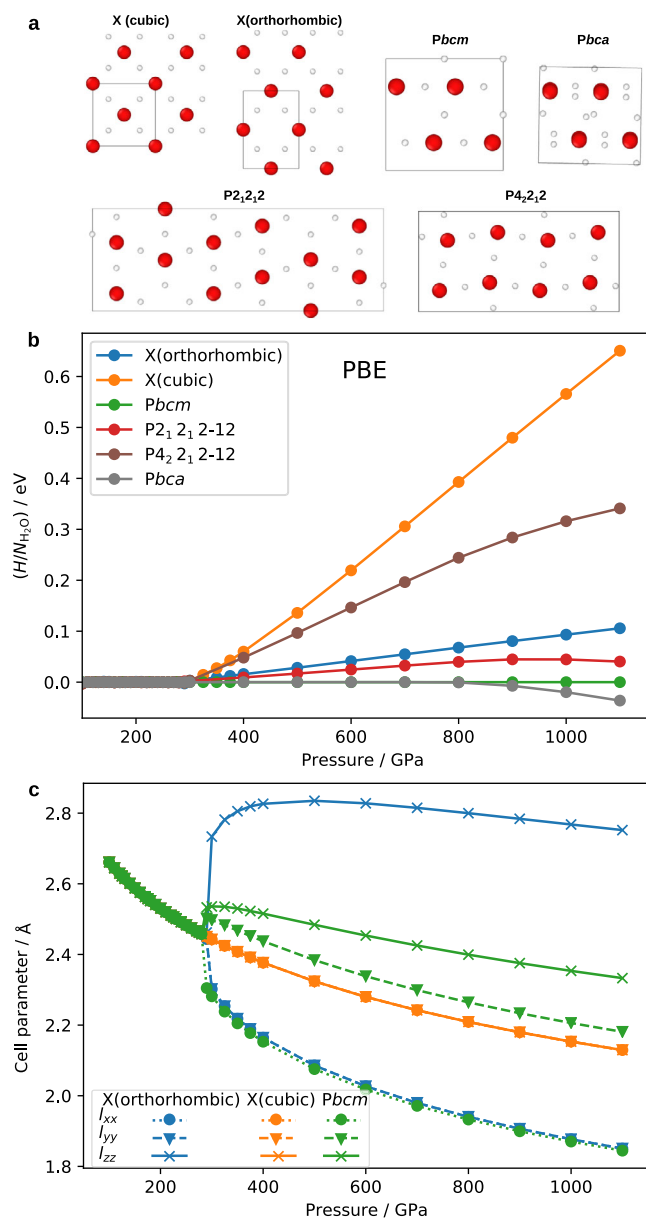 a
X (cubic)
X(orthorhombic)
Pbcm
Pbca
P2₁2₁2
P4₂2₁2
b
PBE
X(orthorhombic)
X(cubic)
Pbcm
P2₁ 2₁ 2-12
P4₂ 2₁ 2-12
Pbca
(H/N_H₂O) / eV
0.6
0.5
0.4
0.3
0.2
0.1
0.0
200 400 600 800 1000
Pressure / GPa
c
Cell parameter / Å
2.8
2.6
2.4
2.2
2.0
1.8
X(orthorhombic) X(cubic) Pbcm
l_xx
l_yy
l_zz
200 400 600 800 1000
Pressure / GPa